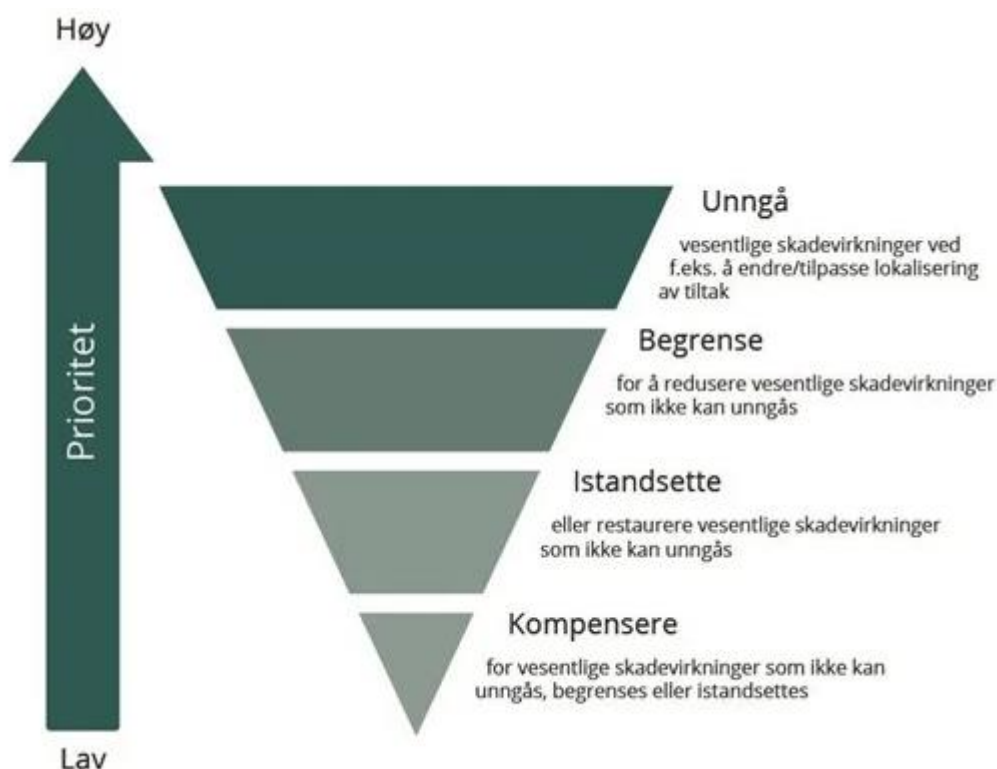 Høy
Prioritet
Unngå
vesentlige skadevirkninger ved
f.eks. å endre/tilpasse lokalisering
av tiltak
Begrense
for å redusere vesentlige skadevirkninger
som ikke kan unngås
Istandsette
eller restaurere vesentlige skadevirkninger
som ikke kan unngås
Kompensere
for vesentlige skadevirkninger som ikke kan
unngås, begrenses eller istandsettes
Lav